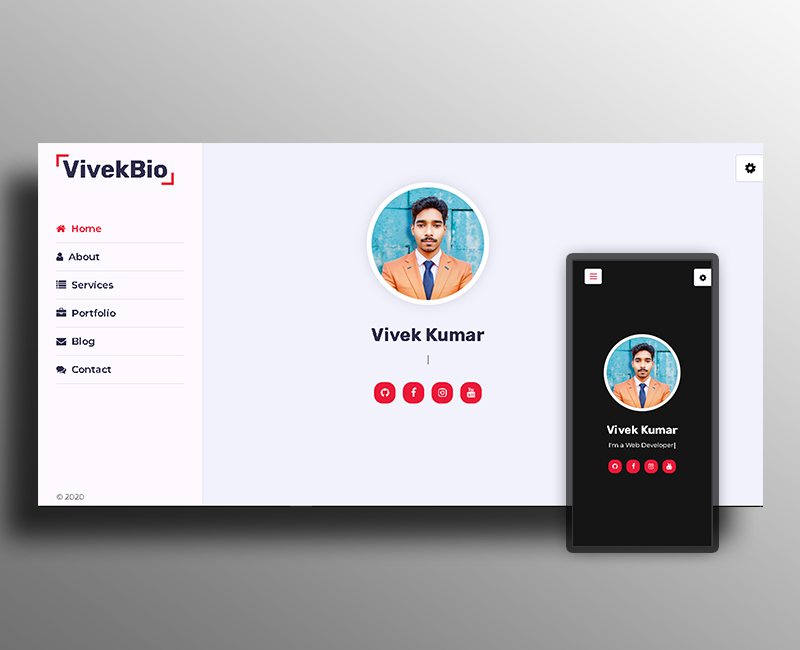 VivekBio
Home
About
Services
Portfolio
Blog
Contact
© 2020
Vivek Kumar
Vivek Kumar
I'm a Web Developer